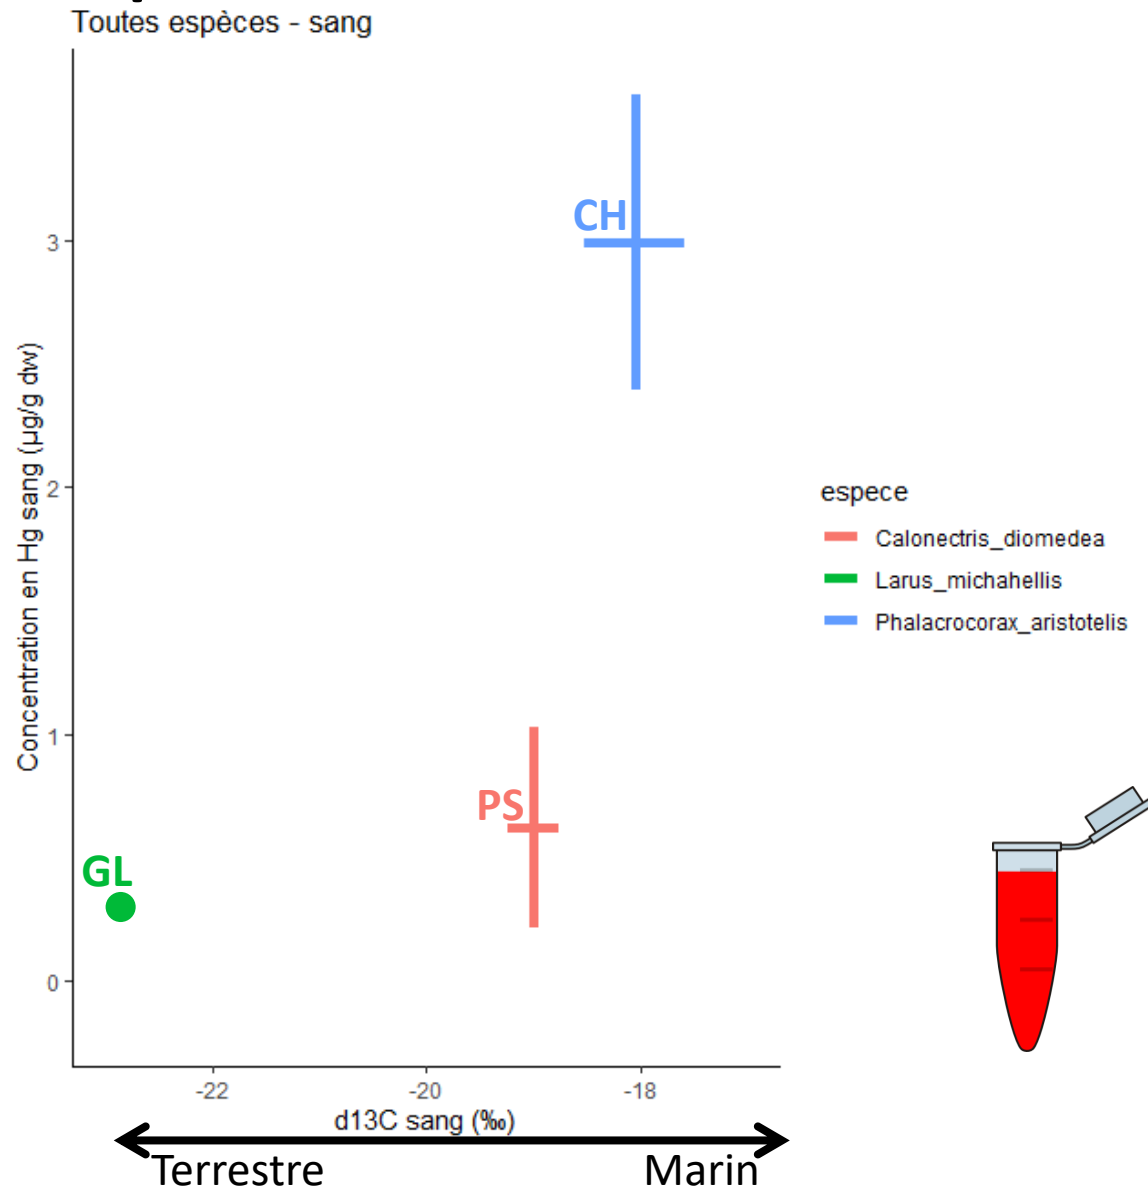 Toutes espèces - sang
CH
3
2
1
0
Concentration en Hg sang (µg/g dw)
PS
GL
-22
-20
-18
d13C sang (‰)
Terrestre
Marin
espece
Calonectris_diomedea
Larus_michahellis
Phalacrocorax_aristotelis